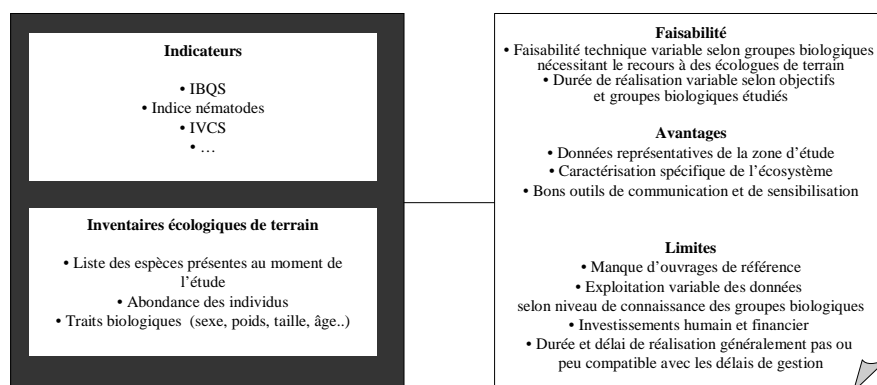 Indicateurs
• IBQS
• Indice nématodes
• IVCS
• …
Inventaires écologiques de terrain
• Liste des espèces présentes au moment de
l’étude
• Abondance des individus
• Traits biologiques (sexe, poids, taille, âge..)
Faisabilité
• Faisabilité technique variable selon groupes biologiques
nécessitant le recours à des écologues de terrain
• Durée de réalisation variable selon objectifs
et groupes biologiques étudiés
Avantages
• Données représentatives de la zone d’étude
• Caractérisation spécifique de l’écosystème
• Bons outils de communication et de sensibilisation
Limites
• Manque d’ouvrages de référence
• Exploitation variable des données
selon niveau de connaissance des groupes biologiques
• Investissements humain et financier
• Durée et délai de réalisation généralement pas ou
peu compatible avec les délais de gestion